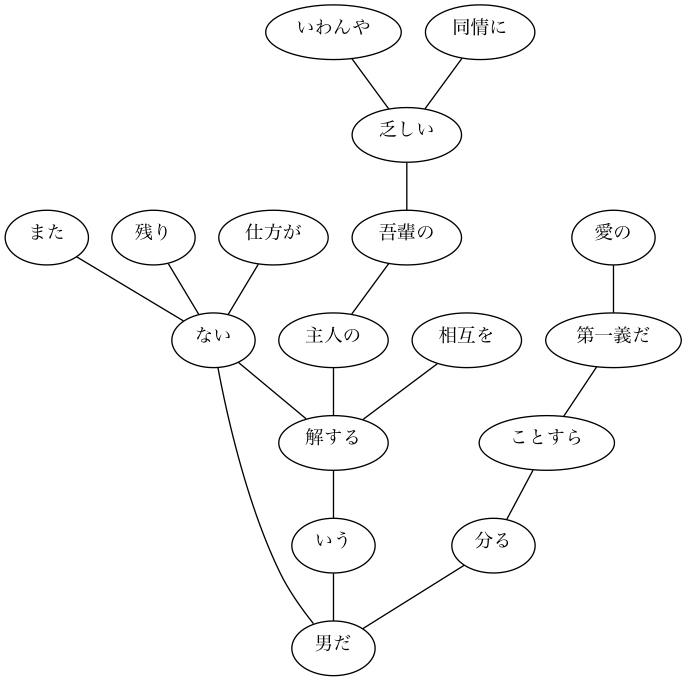 いわんや
同情に
乏しい
また
残り
仕方が
吾輩の
愛の
ない
主人の
相互を
第一義だ
解する
ことすら
いう
分る
男だ